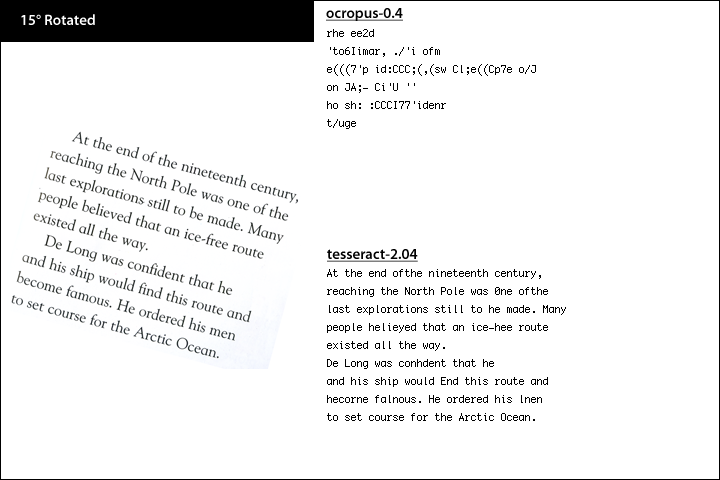 15° Rotated
At the end of the nineteenth century,
reaching the North Pole was one of the
last explorations still to be made. Many
people believed that an ice-free route
existed all the way.
De Long was confident that he
and his ship would find this route and
become famous. He ordered his men
to set course for the Arctic Ocean.
ocropus-0.4
rhe ee2d
'to6Iimar, ./'i ofm
e(((7'p id:CCC;(,(sw Cl;e((Cp7e o/J
on JA;— Ci'U ''
ho sh: :CCCI77'idenr
t/uge
tesseract-2.04
At the end ofthe nineteenth century,
reaching the North Pole was 0ne ofthe
last explorations still to he made. Many
people helieyed that an ice—hee route
existed all the way.
De Long was conhdent that he
and his ship would End this route and
hecorne falnous. He ordered his lnen
to set course for the Arctic Ocean.